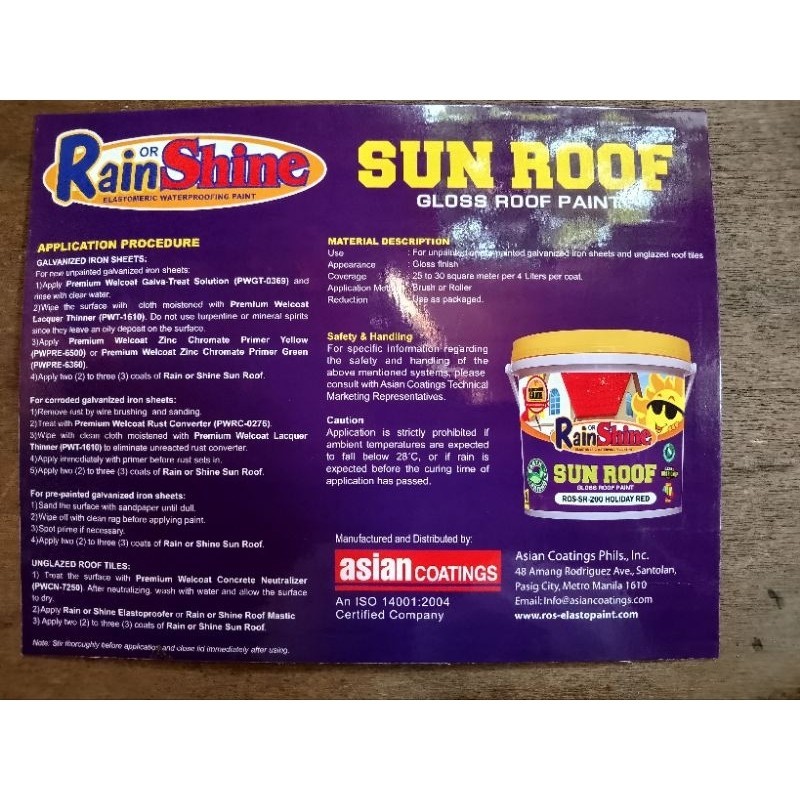 Rain OR Shine
ELASTOMERIC WATERPROOFING PAINT
SUN ROOF
GLOSS ROOF PAINT
APPLICATION PROCEDURE
GALVANIZED IRON SHEETS:
For new unpainted galvanized iron sheets:
1)Apply Premium Welcoat Galva-Treat Solution (PWGT-0369) and
rinse with clear water.
2)Wipe the surface with cloth moistened with Premium Welcoat
Lacquer Thinner (PWT-1610). Do not use turpentine or mineral spirits
since they leave an oily deposit on the surface.
3)Apply Premium Welcoat Zinc Chromate Primer Yellow
(PWPRE-6500) or Premium Welcoat Zinc Chromate Primer Green
(PWPRE-6360).
4)Apply two (2) to three (3) coats of Rain or Shine Sun Roof.
For corroded galvanized iron sheets:
1)Remove rust by wire brushing and sanding.
2)Treat with Premium Welcoat Rust Converter (PWRC-0276).
3)Wipe with clean cloth moistened with Premium Welcoat Lacquer
Thinner (PWT-1610) to eliminate unreacted rust converter.
4)Apply immediately with primer before rust sets in.
5)Apply two (2) to three (3) coats of Rain or Shine Sun Roof.
For pre-painted galvanized iron sheets:
1)Sand the surface with sandpaper until dull.
2)Wipe off with clean rag before applying paint.
3)Spot prime if necessary.
4)Apply two (2) to three (3) coats of Rain or Shine Sun Roof.
UNGLAZED ROOF TILES:
1) Treat the surface with Premium Welcoat Concrete Neutralizer
(PWCN-7250). After neutralizing, wash with water and allow the surface
to dry.
2)Apply Rain or Shine Elastoproofer or Rain or Shine Roof Mastic
3) Apply two (2) to three (3) coats of Rain or Shine Sun Roof.
Note: Stir thoroughly before application and close lid immediately after using.
MATERIAL DESCRIPTION
Use : For unpainted or prepainted galvanized iron sheets and unglazed roof tiles
Appearance : Gloss finish
Coverage : 25 to 30 square meter per 4 Liters per coat.
Application : Brush or Roller
Reduction : Use as packaged.
Safety & Handling
For specific information regarding
the safety and handling of the
above mentioned systems, please
consult with Asian Coatings Technical
Marketing Representatives.
Caution
Application is strictly prohibited if
ambient temperatures are expected
to fall below 28°C, or if rain is
expected before the curing time of
application has passed.
Rain OR Shine
SUN ROOF
GLOSS ROOF PAINT
ROS-SR-200 HOLIDAY RED
Manufactured and Distributed by:
asian COATINGS
An ISO 14001:2004
Certified Company
Asian Coatings Phils., Inc.
48 Amang Rodriguez Ave., Santolan,
Pasig City, Metro Manila 1610
Email: Info@asiancoatings.com
www.ros-elastopaint.com